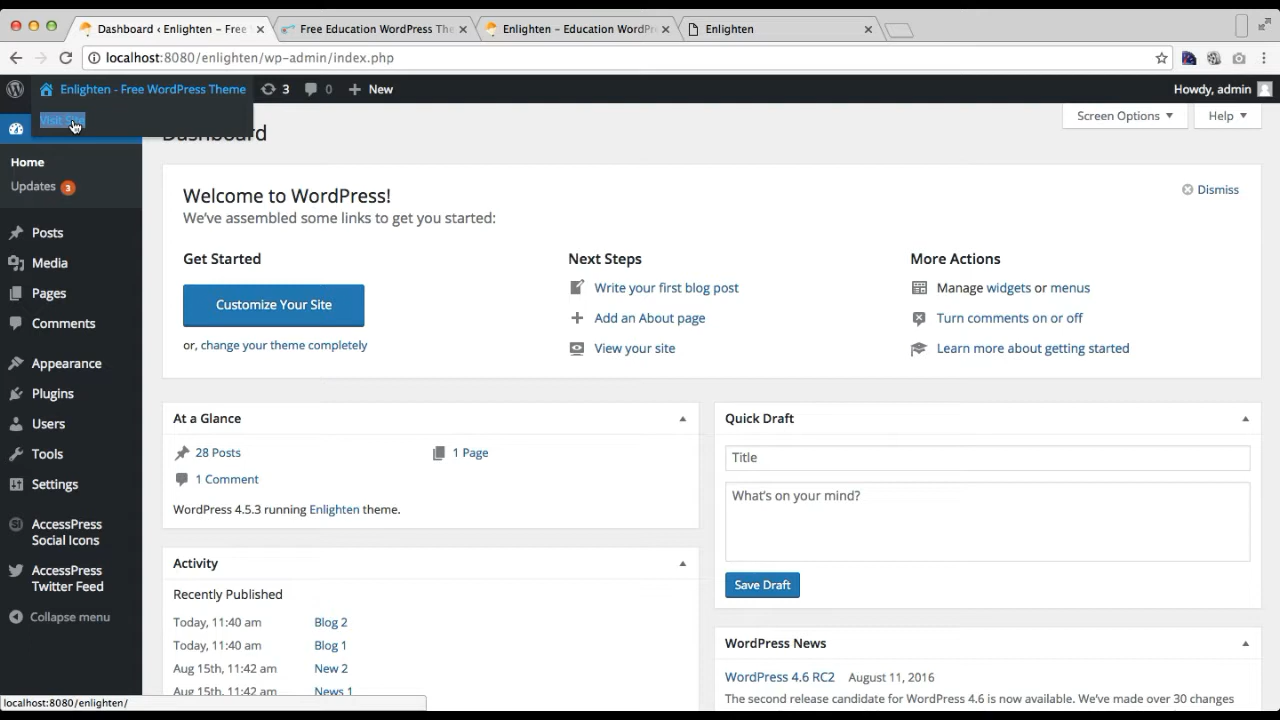 Dashboard ‹ Enlighten – Free
Free Education WordPress The
Enlighten – Education WordPr
Enlighten
localhost:8080/enlighten/wp-admin/index.php
Enlighten - Free WordPress Theme
3
0
New
Howdy, admin
Visit Site
Dashboard
Screen Options
Help
Home
Updates 3
Posts
Media
Pages
Comments
Appearance
Plugins
Users
Tools
Settings
AccessPress
Social Icons
AccessPress
Twitter Feed
Collapse menu
Welcome to WordPress!
Dismiss
We've assembled some links to get you started:
Get Started
Customize Your Site
or, change your theme completely
Next Steps
Write your first blog post
Add an About page
View your site
More Actions
Manage widgets or menus
Turn comments on or off
Learn more about getting started
At a Glance
28 Posts
1 Page
1 Comment
WordPress 4.5.3 running Enlighten theme.
Activity
Recently Published
Today, 11:40 am Blog 2
Today, 11:40 am Blog 1
Aug 15th, 11:42 am New 2
Aug 15th, 11:42 am News 1
Quick Draft
Title
What's on your mind?
Save Draft
WordPress News
WordPress 4.6 RC2 August 11, 2016
The second release candidate for WordPress 4.6 is now available. We've made over 30 changes
localhost:8080/enlighten/